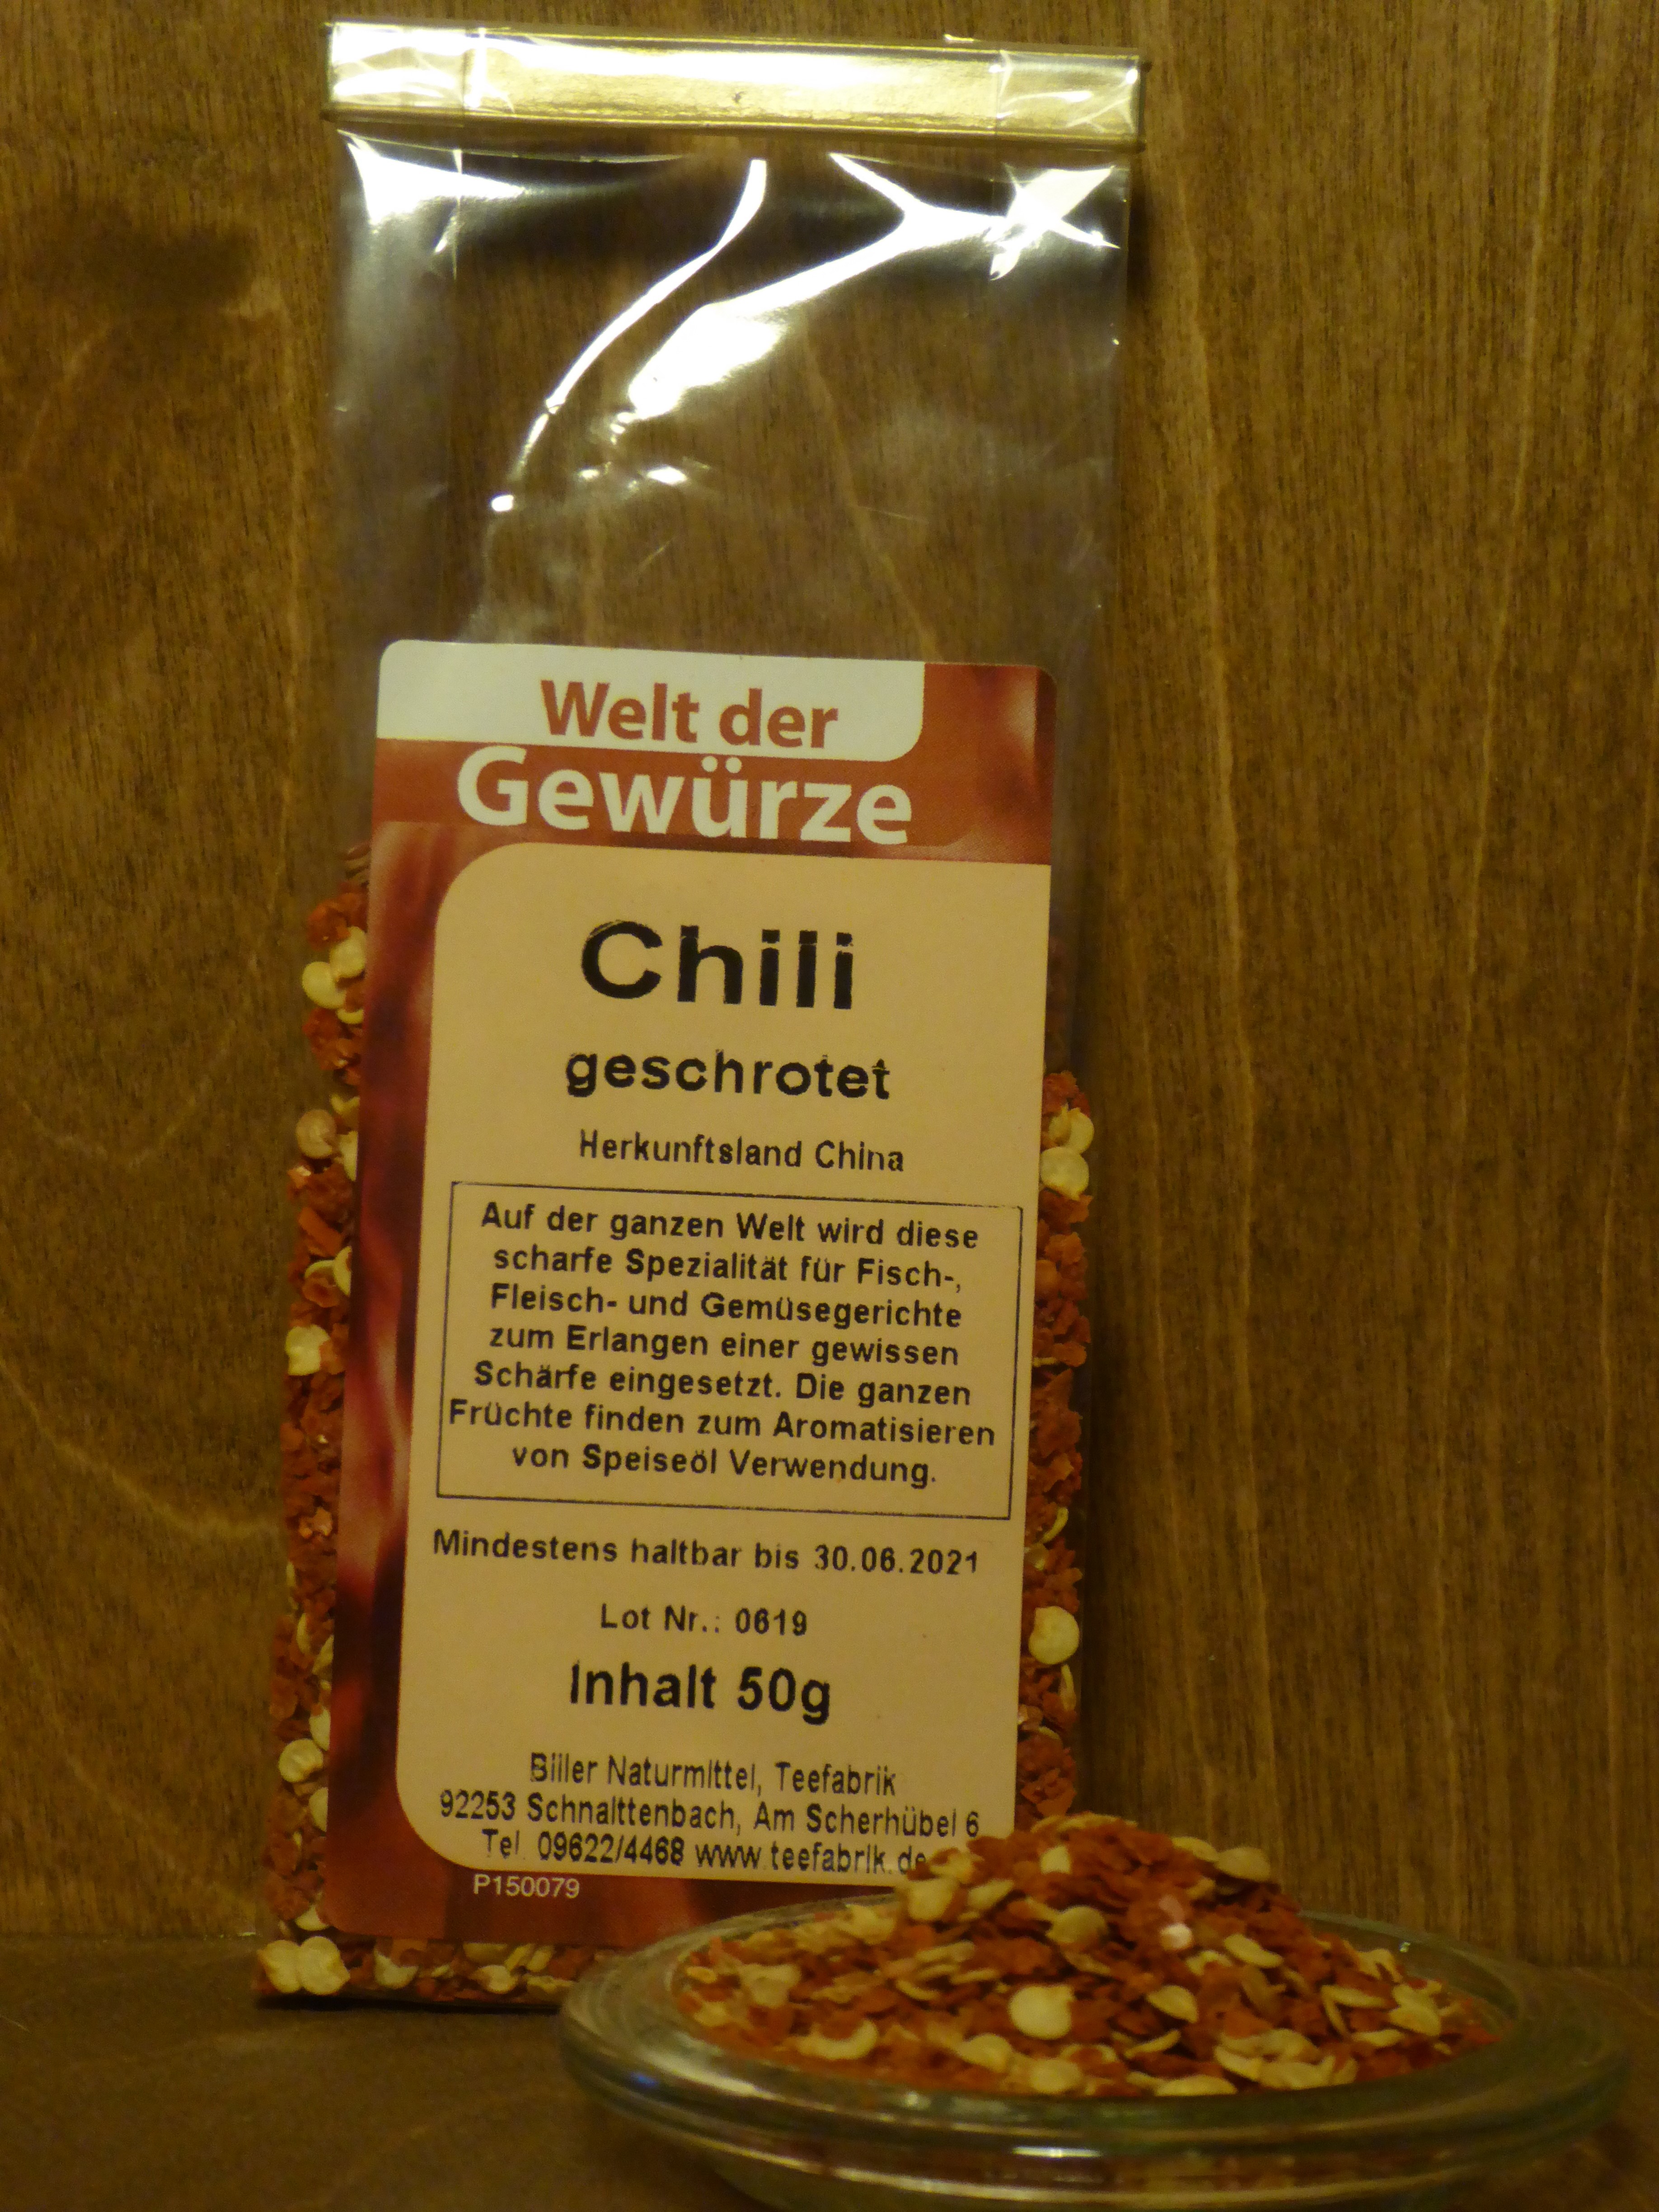 Welt der
Gewürze
Chili
geschrotet
Herkunftsland China
Auf der ganzen Welt wird diese
scharfe Spezialität für Fisch-,
Fleisch- und Gemüsegerichte
zum Erlangen einer gewissen
Schärfe eingesetzt. Die ganzen
Früchte finden zum Aromatisieren
von Speiseöl Verwendung.
Mindestens haltbar bis 30.06.2021
Lot Nr.: 0619
Inhalt 50g
Biller Naturmittel, Teefabrik
92253 Schnaittenbach, Am Scherhübel 6
Tel. 09622/4468 www.teefabrik.de
P150079